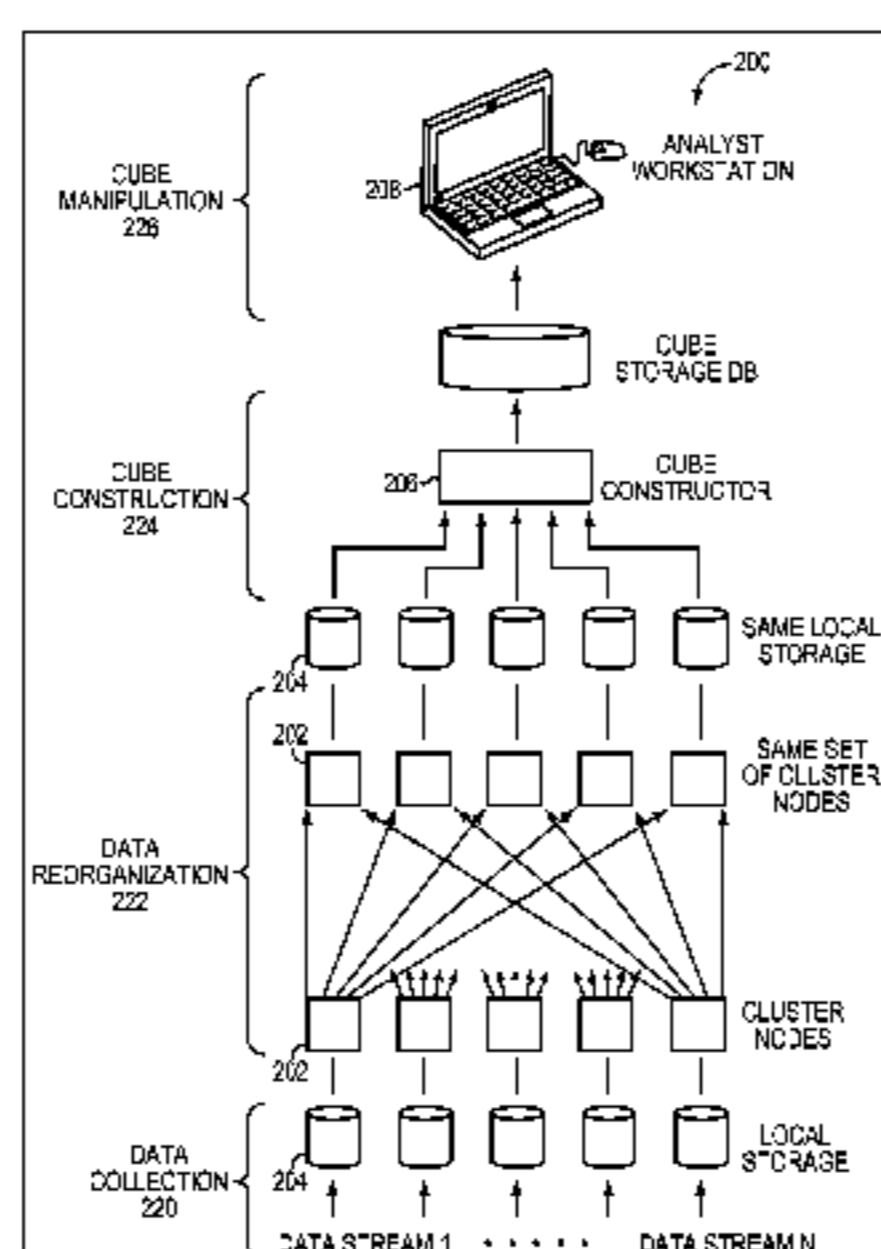 200
ANALYST
WORKSTATION
208
CUBE
MANIPULATION
226
CUBE
STORAGE DB
CUBE
CONSTRUCTION
224
206
CUBE
CONSTRUCTOR
SAME LOCAL
STORAGE
204
202
SAME SET
OF CLUSTER
NODES
DATA
REORGANIZATION
222
CLUSTER
NODES
202
LOCAL
STORAGE
204
DATA
COLLECTION
220
DATA STREAM 1 . . . . . DATA STREAM N